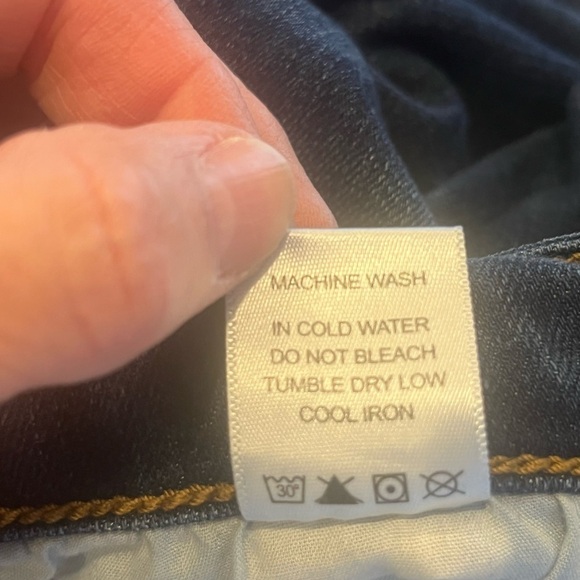 MACHINE WASH
IN COLD WATER
DO NOT BLEACH
TUMBLE DRY LOW
COOL IRON
30°